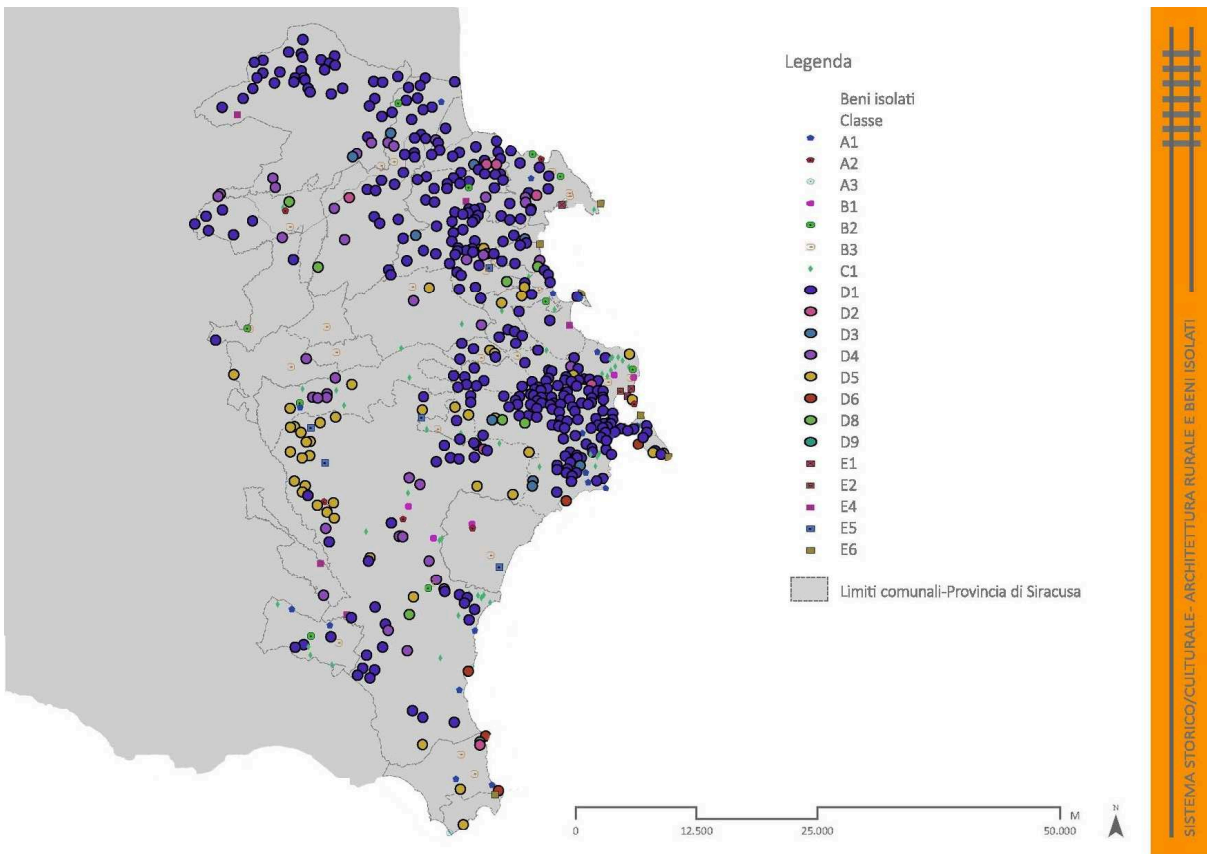 Legenda
Beni isolati
Classe
A1
A2
A3
B1
B2
B3
C1
D1
D2
D3
D4
D5
D6
D8
D9
E1
E2
E4
E5
E6
Limiti comunali-Provincia di Siracusa
M
N
0
12.500
25.000
50.000
SISTEMA STORICO/CULTURALE- ARCHITETTURA RURALE E BENI ISOLATI